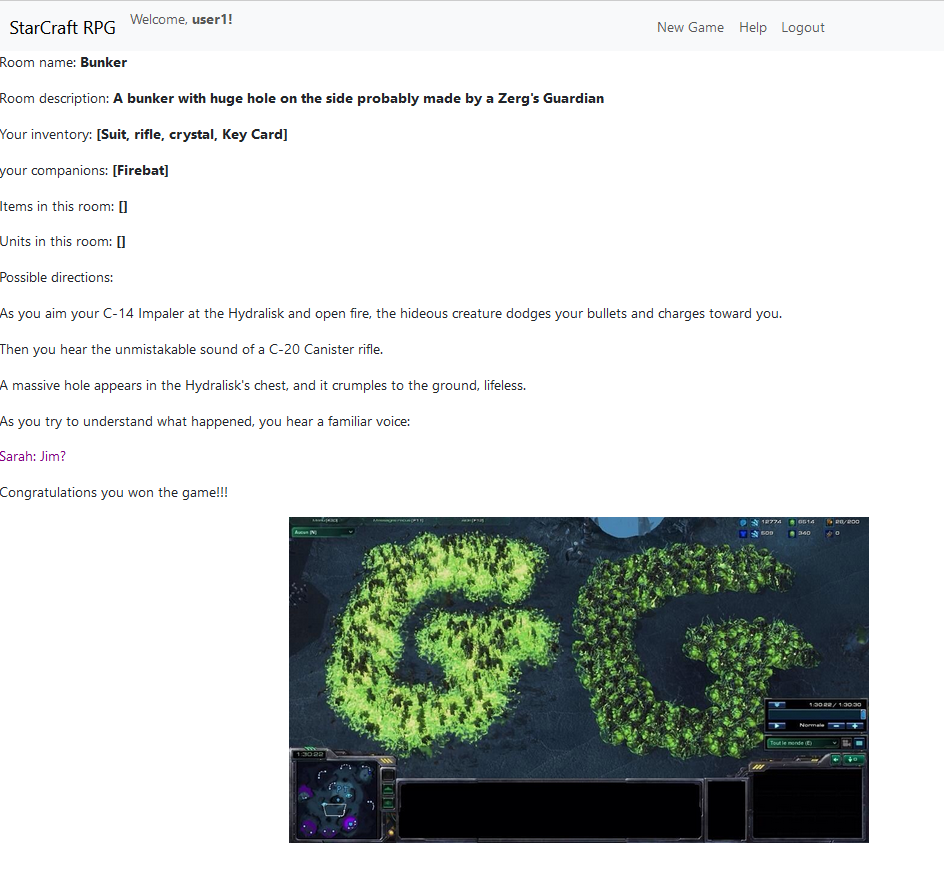 StarCraft RPG Welcome, user1! New Game Help Logout
Room name: Bunker
Room description: A bunker with huge hole on the side probably made by a Zerg's Guardian
Your inventory: [Suit, rifle, crystal, Key Card]
your companions: [Firebat]
Items in this room: []
Units in this room: []
Possible directions:
As you aim your C-14 Impaler at the Hydralisk and open fire, the hideous creature dodges your bullets and charges toward you.
Then you hear the unmistakable sound of a C-20 Canister rifle.
A massive hole appears in the Hydralisk's chest, and it crumples to the ground, lifeless.
As you try to understand what happened, you hear a familiar voice:
Sarah: Jim?
Congratulations you won the game!!!
12774 6514 28/200
Aucun (N) 509 340 0
GG
1:30:22 / 1:30:30
Normale
Tout le monde (E)
1:30:22